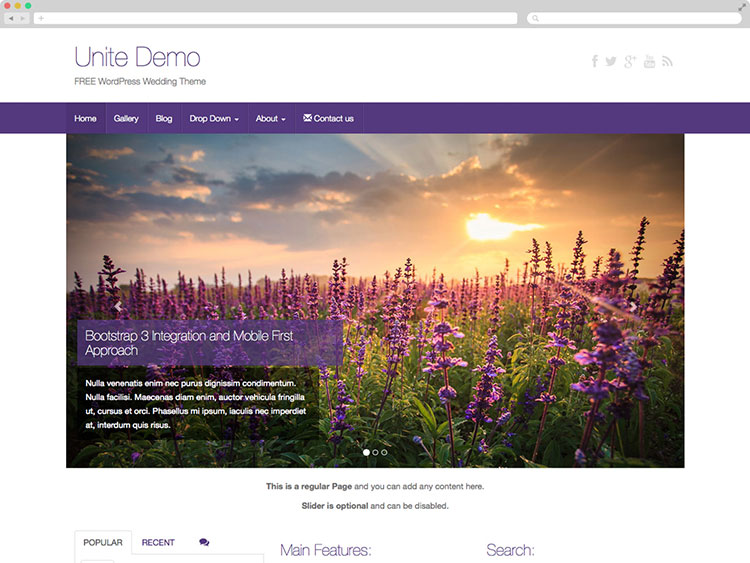 Unite Demo
FREE WordPress Wedding Theme
Home Gallery Blog Drop Down About Contact us
Bootstrap 3 Integration and Mobile First
Approach
Nulla venenatis enim nec purus dignissim condimentum.
Nulla facilisi. Maecenas diam enim, auctor vehicula fringilla
ut, cursus et orci. Phasellus mi ipsum, iaculis nec imperdiet
at, interdum quis risus.
This is a regular Page and you can add any content here.
Slider is optional and can be disabled.
POPULAR RECENT
Main Features:
Search: